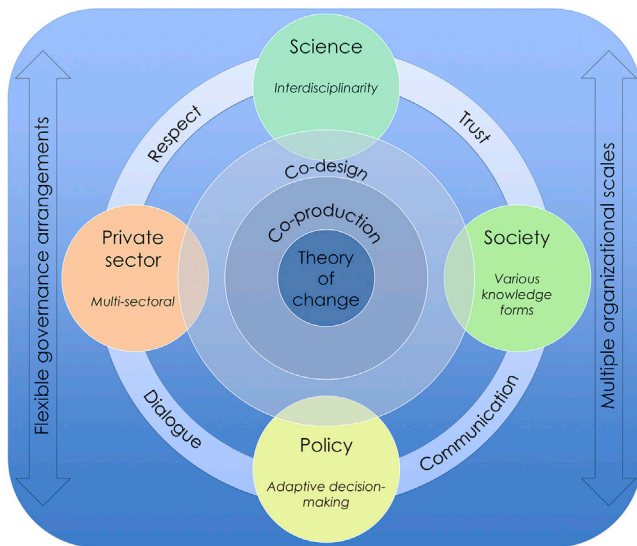 Science
Interdisciplinarity
Respect
Trust
Flexible governance arrangements
Multiple organizational scales
Co-design
Co-production
Theory
of
change
Private
sector
Multi-sectoral
Society
Various
knowledge
forms
Dialogue
Communication
Policy
Adaptive decision-
making